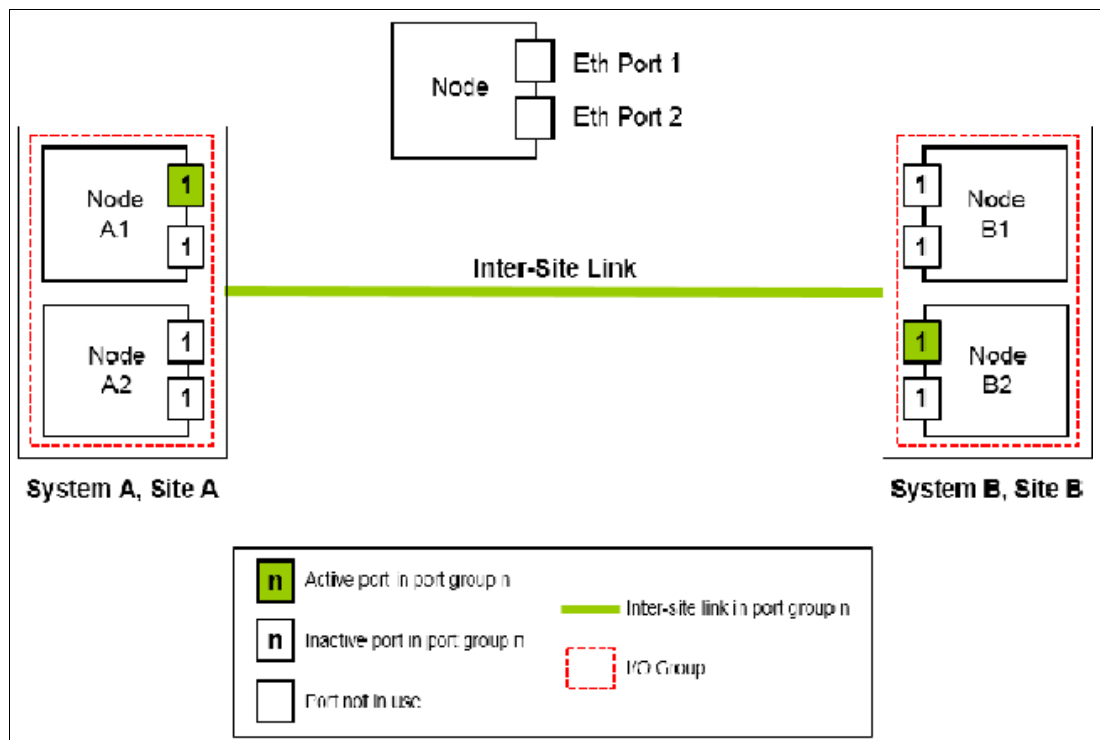 Eth Port 1
Node
Eth Port 2
Node
A1
1
1
Node
A2
1
1
Inter-Site Link
1
1
Node
B1
1
1
Node
B2
System A, Site A
System B, Site B
n Active port in port group n
n Inactive port in port group n
Port not in use
Inter-site link in port group n
I/O Group